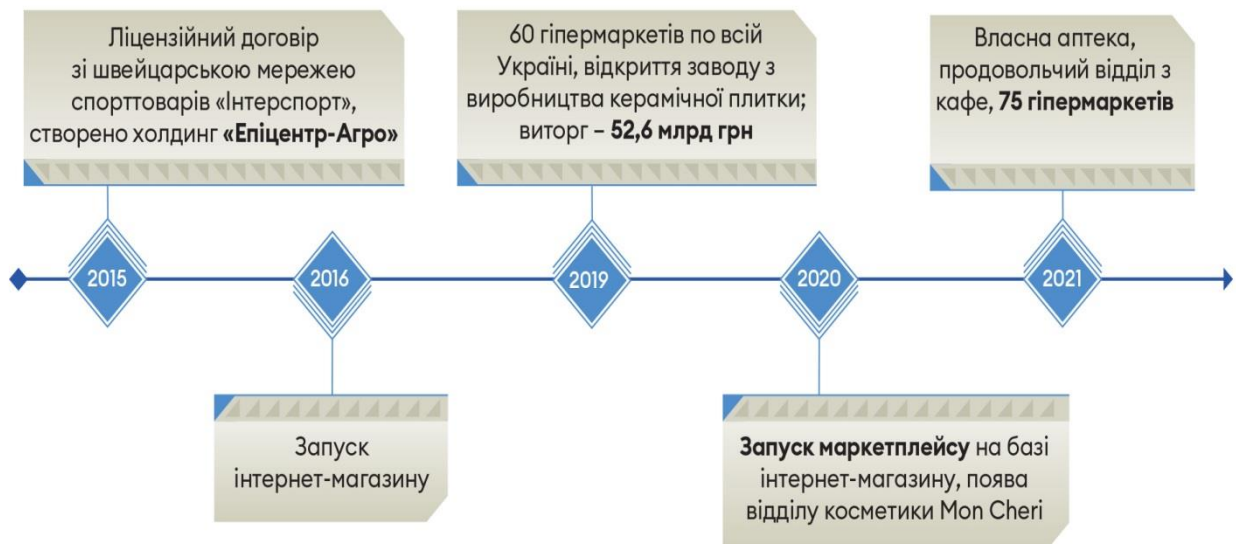 Ліцензійний договір
зі швейцарською мережею
спорттоварів «Інтерспорт»,
створено холдинг «Епіцентр-Агро»
60 гіпермаркетів по всій
Україні, відкриття заводу з
виробництва керамічної плитки;
виторг – 52,6 млрд грн
Власна аптека,
продовольчий відділ з
кафе, 75 гіпермаркетів
2015
2016
2019
2020
2021
Запуск
інтернет-магазину
Запуск маркетплейсу на базі
інтернет-магазину, поява
відділу косметики Mon Cheri